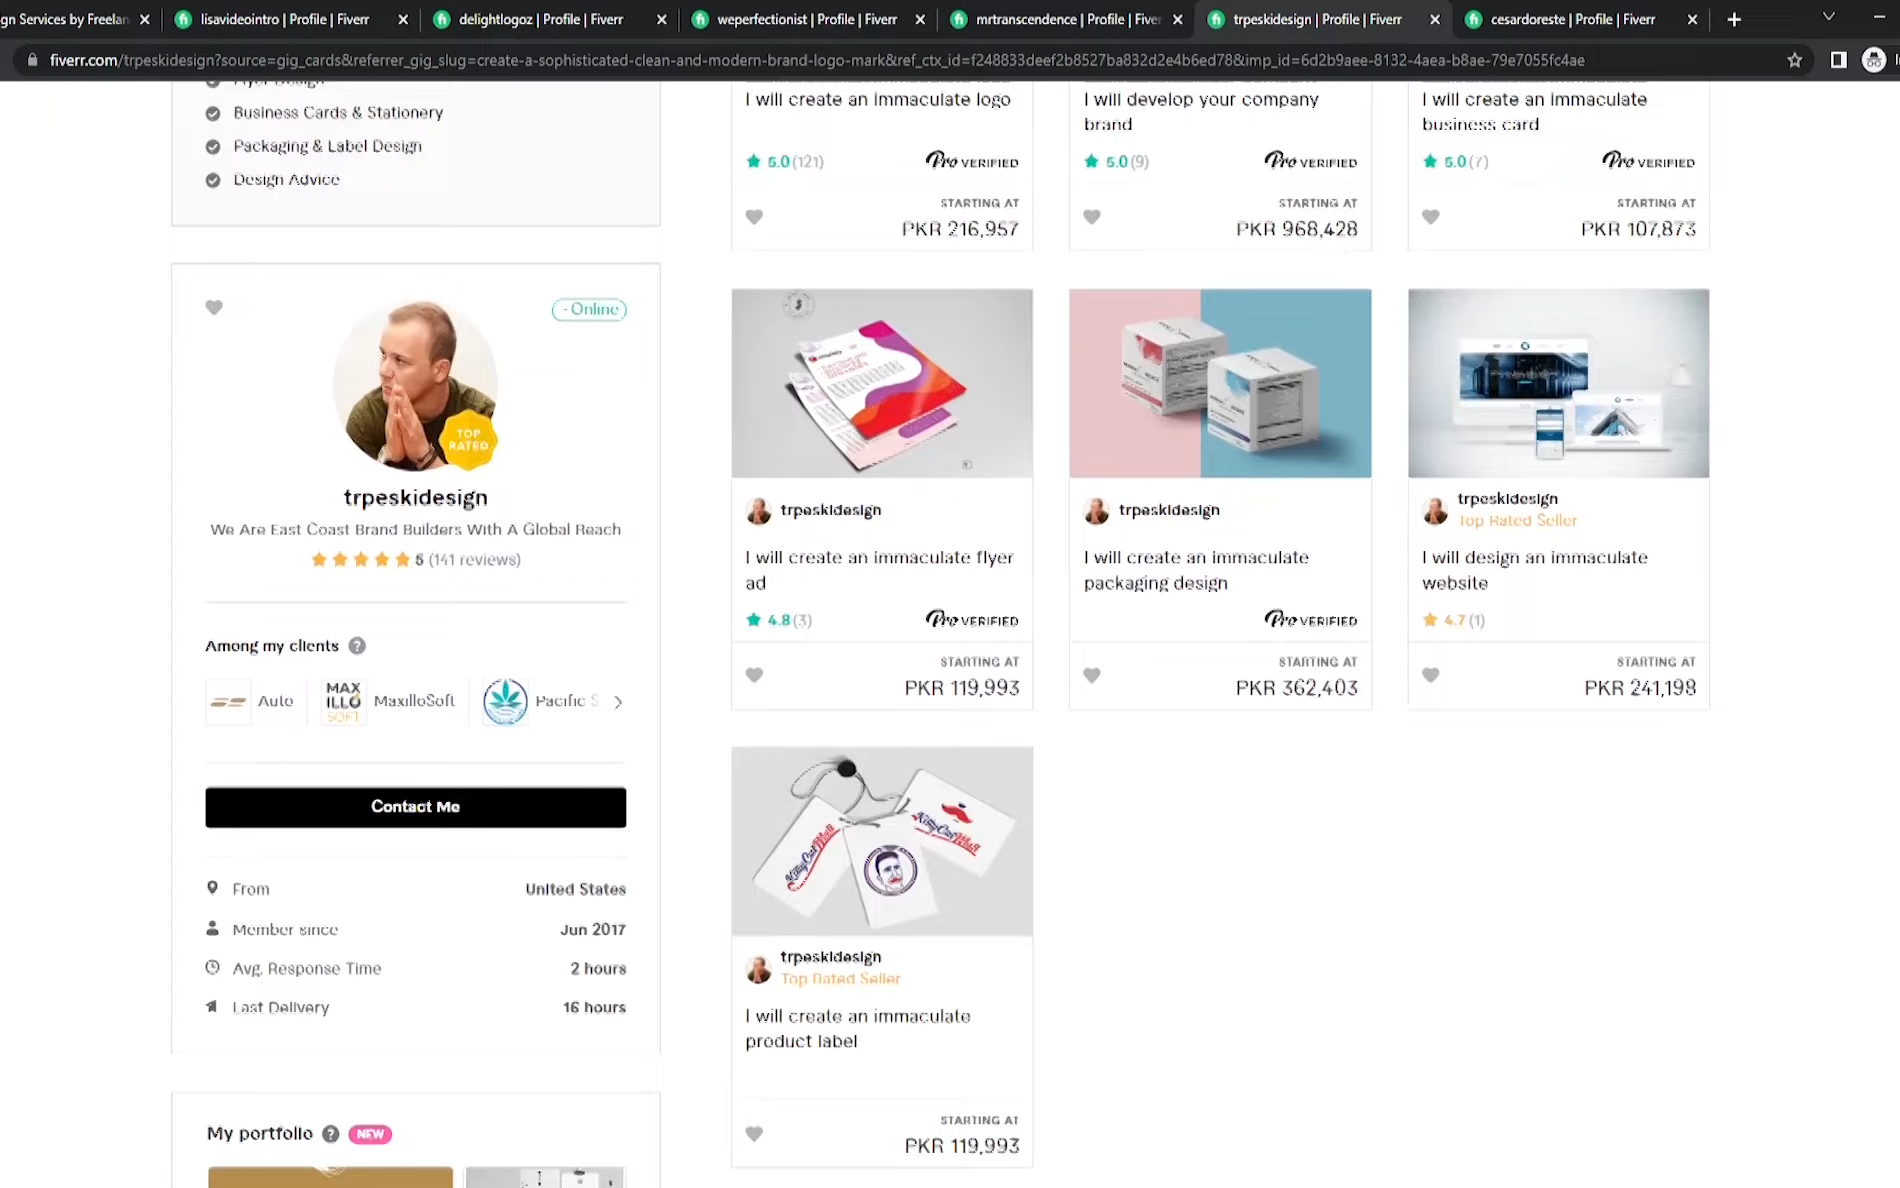 gn Services by Freelan
lisavideointro | Profile | Fiverr
delightlogoz | Profile | Fiverr
weperfectionist | Profile | Fiverr
mrtranscendence | Profile | Fiver
trpeskidesign | Profile | Fiverr
cesardoreste | Profile | Fiverr
fiverr.com/trpeskidesign?source=gig_cards&referrer_gig_slug=create-a-sophisticated-clean-and-modern-brand-logo-mark&ref_ctx_id=f248833deef2b8527ba832d2e4b6ed78&imp_id=6d2b9aee-8132-4aea-b8ae-79e7055fc4ae
Flyer Design
Business Cards & Stationery
Packaging & Label Design
Design Advice
- Online
TOP
RATED
trpeskidesign
We Are East Coast Brand Builders With A Global Reach
5 (141 reviews)
Among my clients ?
Auto
MAX
ILLO
SOFT
MaxilloSoft
Pacific S
Contact Me
From United States
Member since Jun 2017
Avg. Response Time 2 hours
Last Delivery 16 hours
My portfolio ? NEW
I will create an immaculate logo
5.0 (121) Pro VERIFIED
STARTING AT
PKR 216,957
I will develop your company
brand
5.0 (9) Pro VERIFIED
STARTING AT
PKR 968,428
I will create an immaculate
business card
5.0 (7) Pro VERIFIED
STARTING AT
PKR 107,873
trpeskidesign
I will create an immaculate flyer
ad
4.8 (3) Pro VERIFIED
STARTING AT
PKR 119,993
trpeskidesign
I will create an immaculate
packaging design
Pro VERIFIED
STARTING AT
PKR 362,403
trpeskidesign
Top Rated Seller
I will design an immaculate
website
4.7 (1)
STARTING AT
PKR 241,198
KittyCatMatt
KittyCatMatt
trpeskidesign
Top Rated Seller
I will create an immaculate
product label
STARTING AT
PKR 119,993